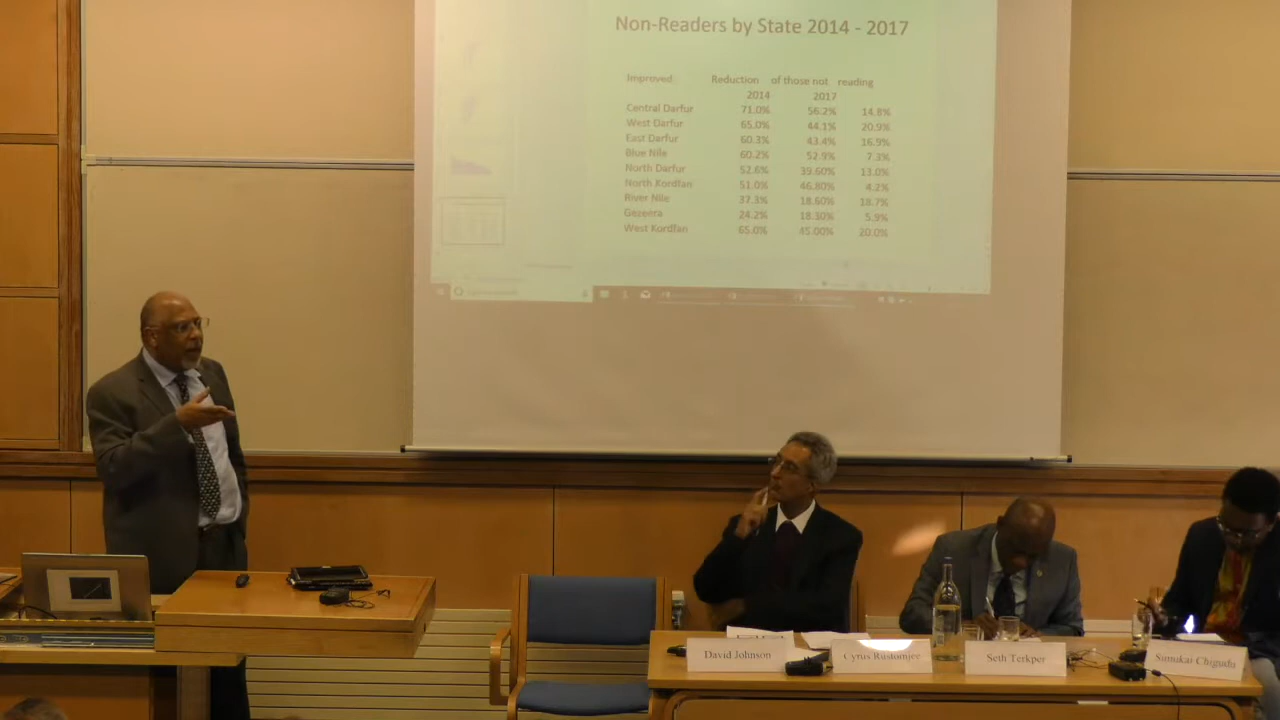 Non-Readers by State 2014 - 2017
Improved Reduction of those not reading
2014 2017
Central Darfur 71.0% 56.2% 14.8%
West Darfur 65.0% 44.1% 20.9%
East Darfur 60.3% 43.4% 16.9%
Blue Nile 60.2% 52.9% 7.3%
North Darfur 52.6% 39.60% 13.0%
North Kordfan 51.0% 46.80% 4.2%
River Nile 37.3% 18.60% 18.7%
Gezeira 24.2% 18.30% 5.9%
West Kordfan 65.0% 45.00% 20.0%
David Johnson
Cyrus Rustomjee
Seth Terkper
Simukai Chigudu